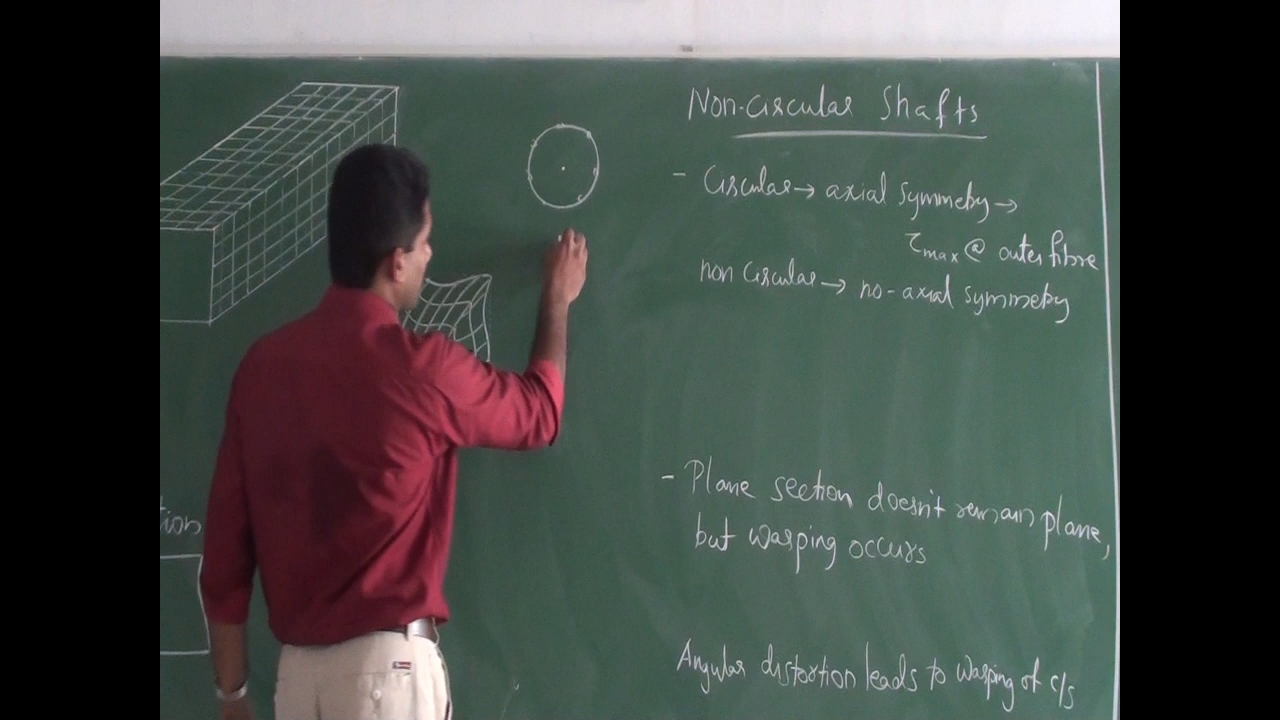 Non-circular Shafts
- Circular → axial symmetry →
τmax @ outer fibre
non circular → no-axial symmetry
- Plane section doesn't remain plane,
but warping occurs
Angular distortion leads to warping of c/s
tion